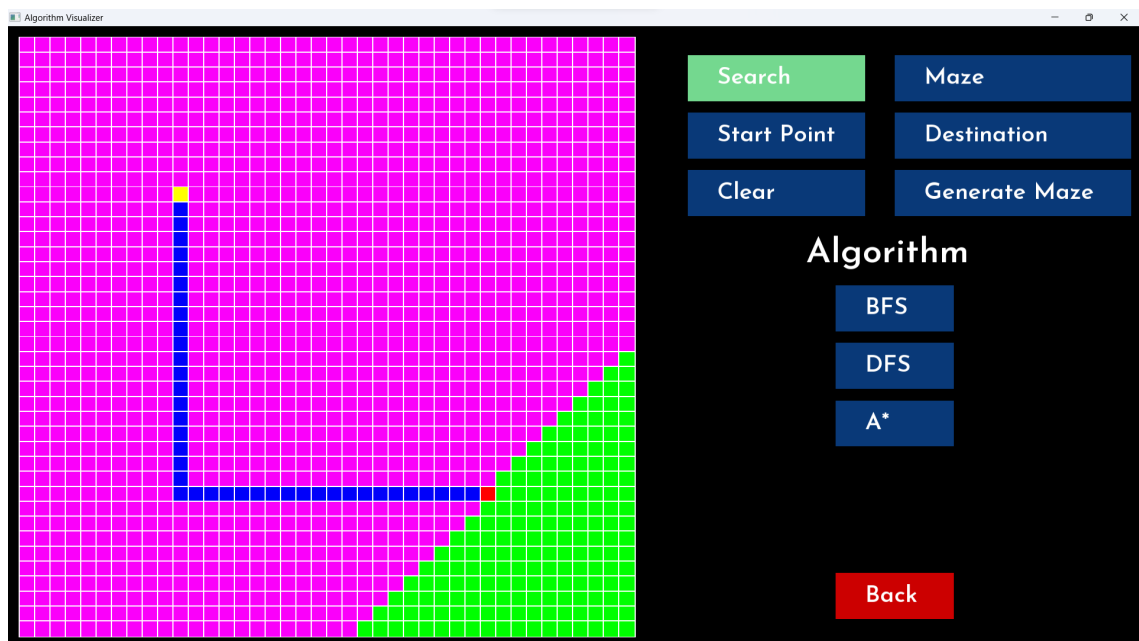 Algorithm Visualizer
Search
Maze
Start Point
Destination
Clear
Generate Maze
Algorithm
BFS
DFS
A*
Back